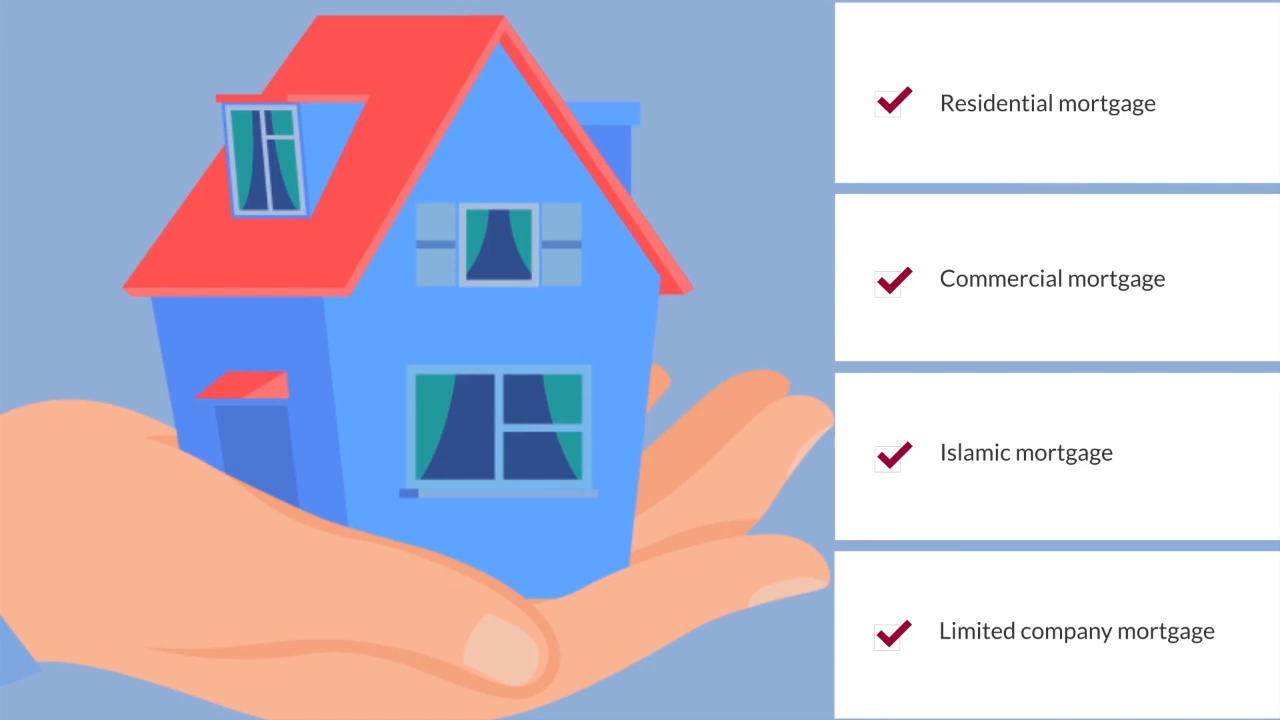 Residential mortgage
Commercial mortgage
Islamic mortgage
Limited company mortgage